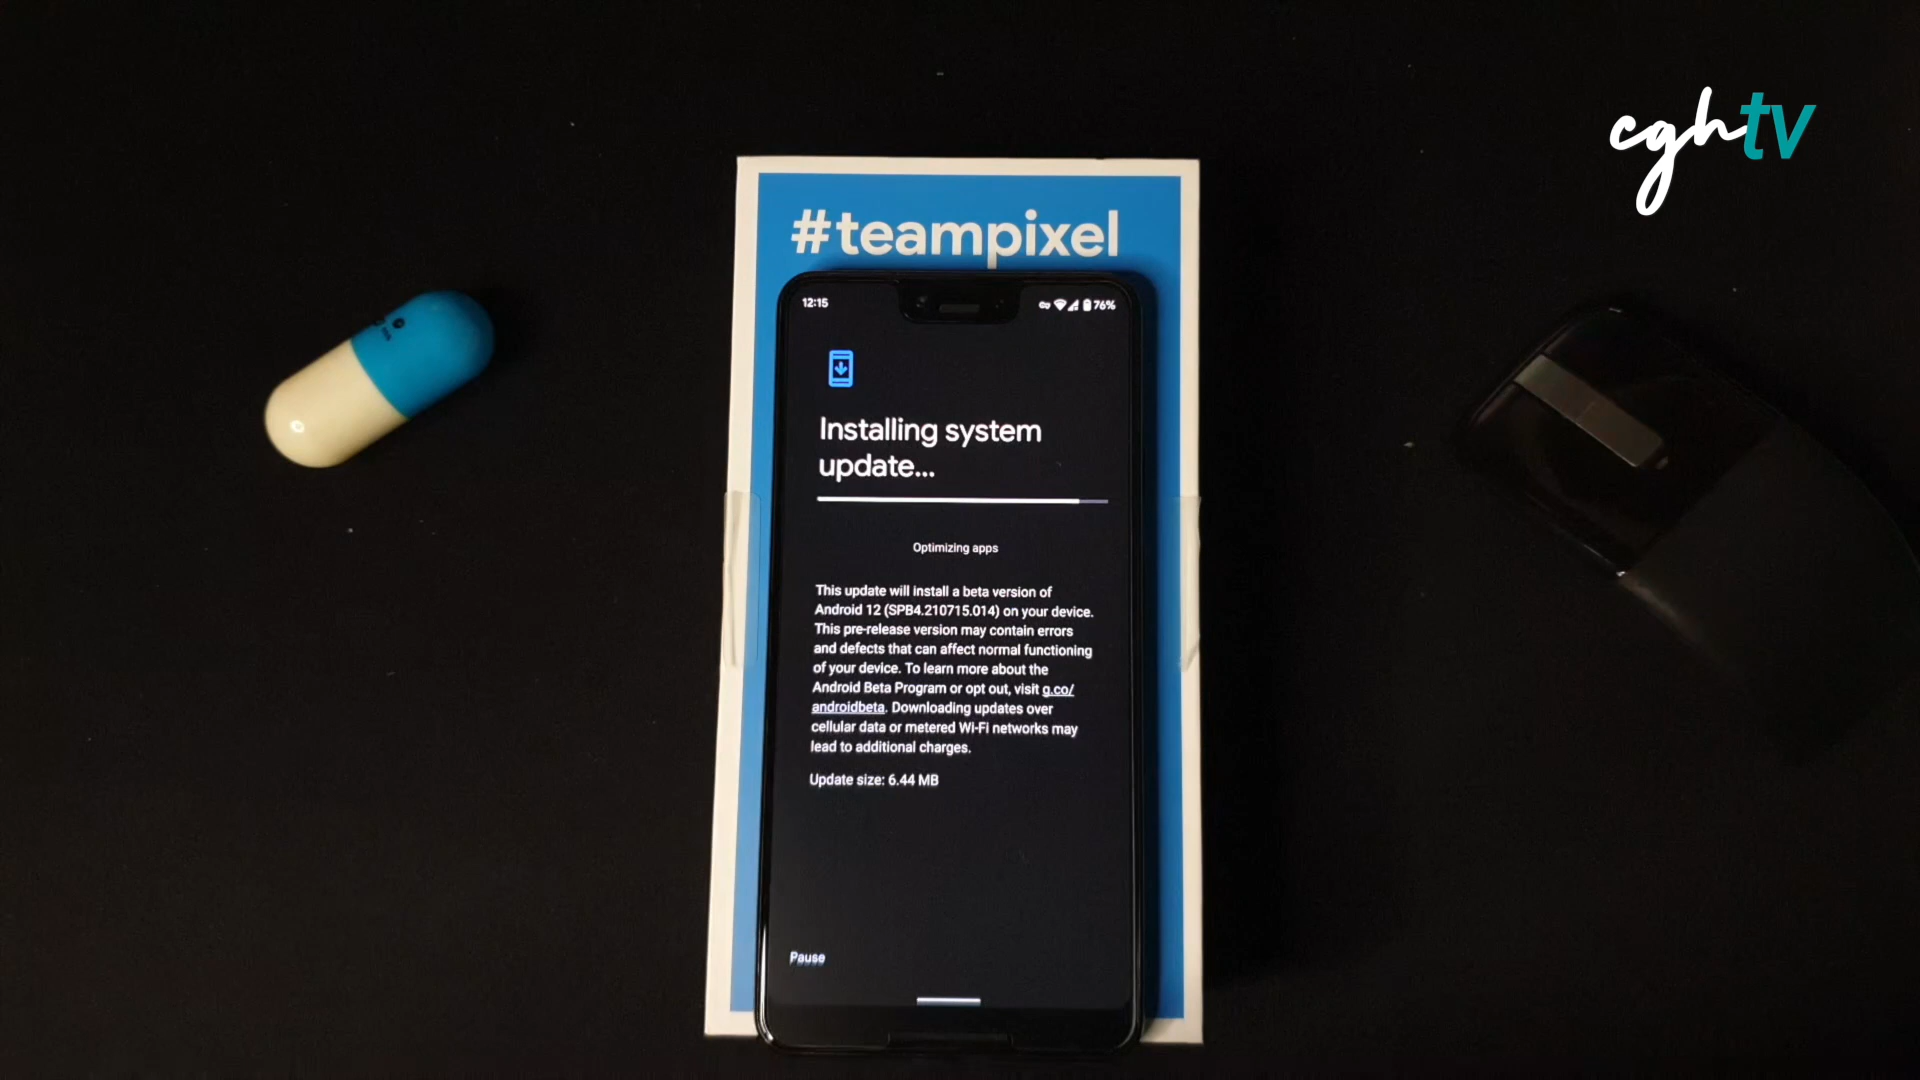 cghtv
#teampixel
12:15
76%
Installing system
update...
Optimizing apps
This update will install a beta version of
Android 12 (SPB4.210715.014) on your device.
This pre-release version may contain errors
and defects that can affect normal functioning
of your device. To learn more about the
Android Beta Program or opt out, visit g.co/
androidbeta. Downloading updates over
cellular data or metered Wi-Fi networks may
lead to additional charges.
Update size: 6.44 MB
Pause